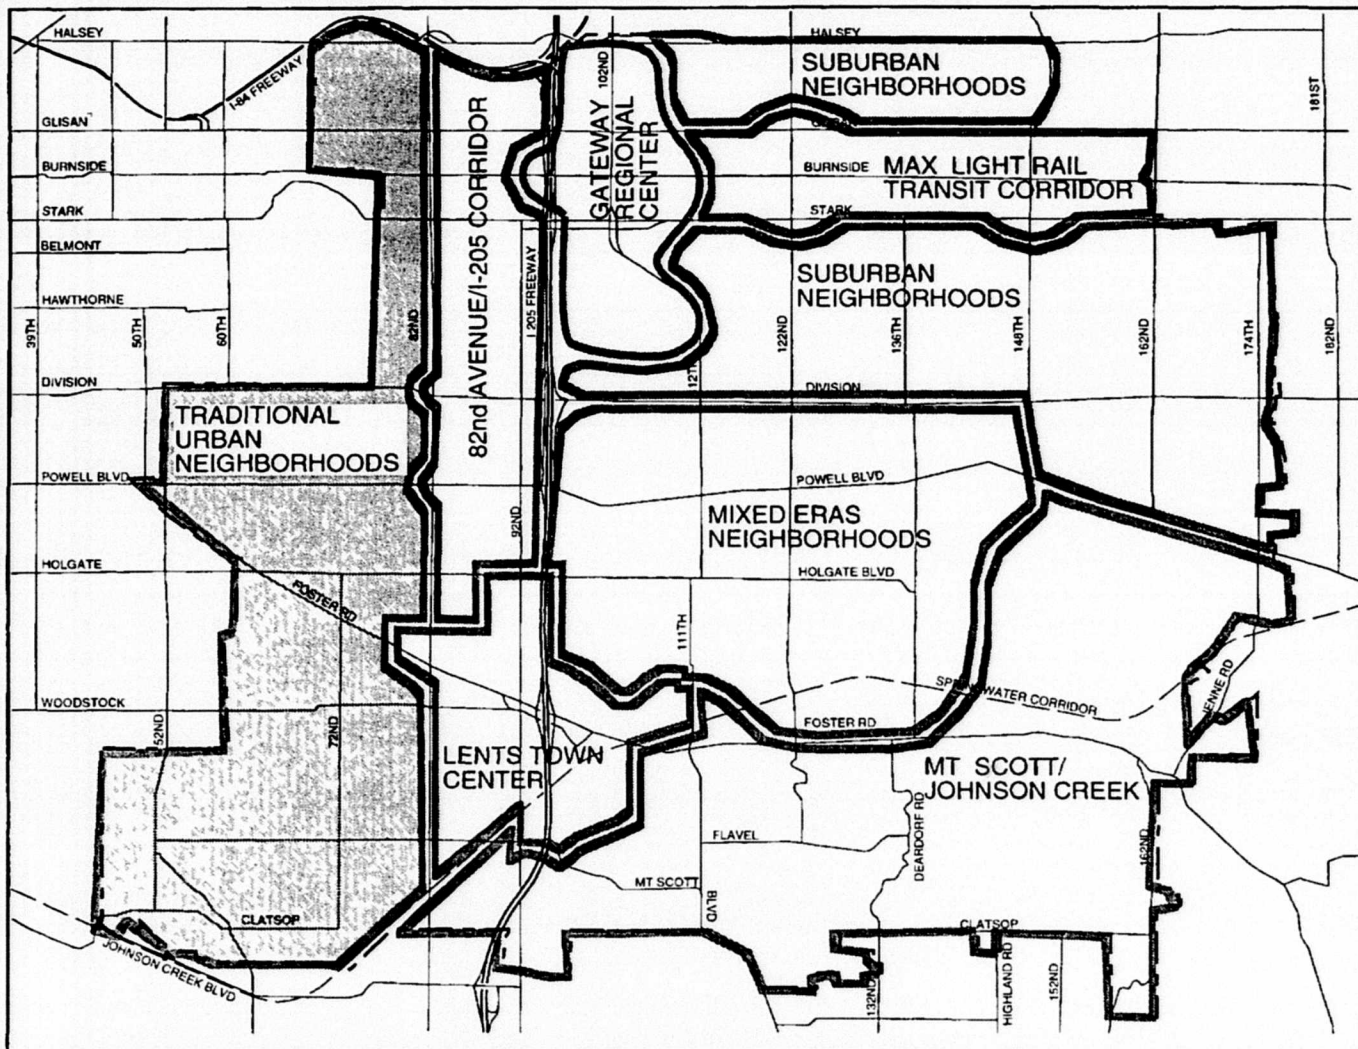 HALSEY
HALSEY
SUBURBAN
NEIGHBORHOODS
I-84 FREEWAY
102ND
181ST
GLISAN
BURNSIDE
STARK
BELMONT
HAWTHORNE
39TH
50TH
60TH
82ND
82nd AVENUE/I-205 CORRIDOR
I 205 FREEWAY
GATEWAY
REGIONAL
CENTER
BURNSIDE
MAX LIGHT RAIL
TRANSIT CORRIDOR
STARK
SUBURBAN
NEIGHBORHOODS
122ND
136TH
148TH
162ND
174TH
182ND
DIVISION
DIVISION
TRADITIONAL
URBAN
NEIGHBORHOODS
POWELL BLVD
POWELL BLVD
92ND
MIXED ERAS
NEIGHBORHOODS
HOLGATE
HOLGATE BLVD
FOSTER RD
111TH
WOODSTOCK
52ND
72ND
WATER CORRIDOR
JENNE RD
FOSTER RD
LENTS TOWN
CENTER
MT SCOTT/
JOHNSON CREEK
FLAVEL
DEARDORF RD
162ND
MT SCOTT
BLVD
CLATSOP
CLATSOP
JOHNSON CREEK BLVD
132ND
HIGHLAND RD
152ND